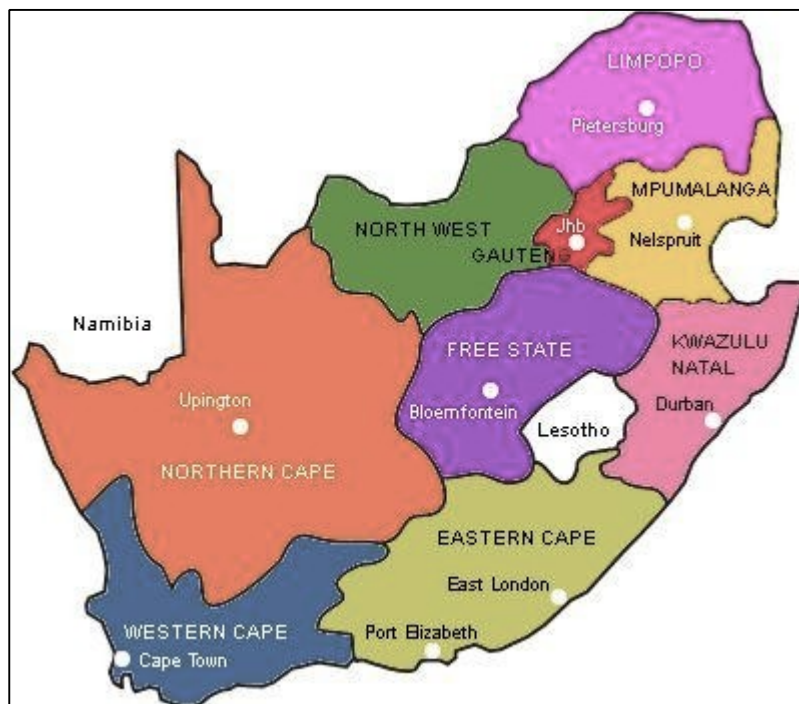 LIMPOPO
Pietersburg
MPUMALANGA
NORTH WEST
Jhb
GAUTENG
Nelspruit
Namibia
FREE STATE
KWAZULU
NATAL
Upington
Bloemfontein
Durban
Lesotho
NORTHERN CAPE
EASTERN CAPE
East London
WESTERN CAPE
Port Elizabeth
Cape Town